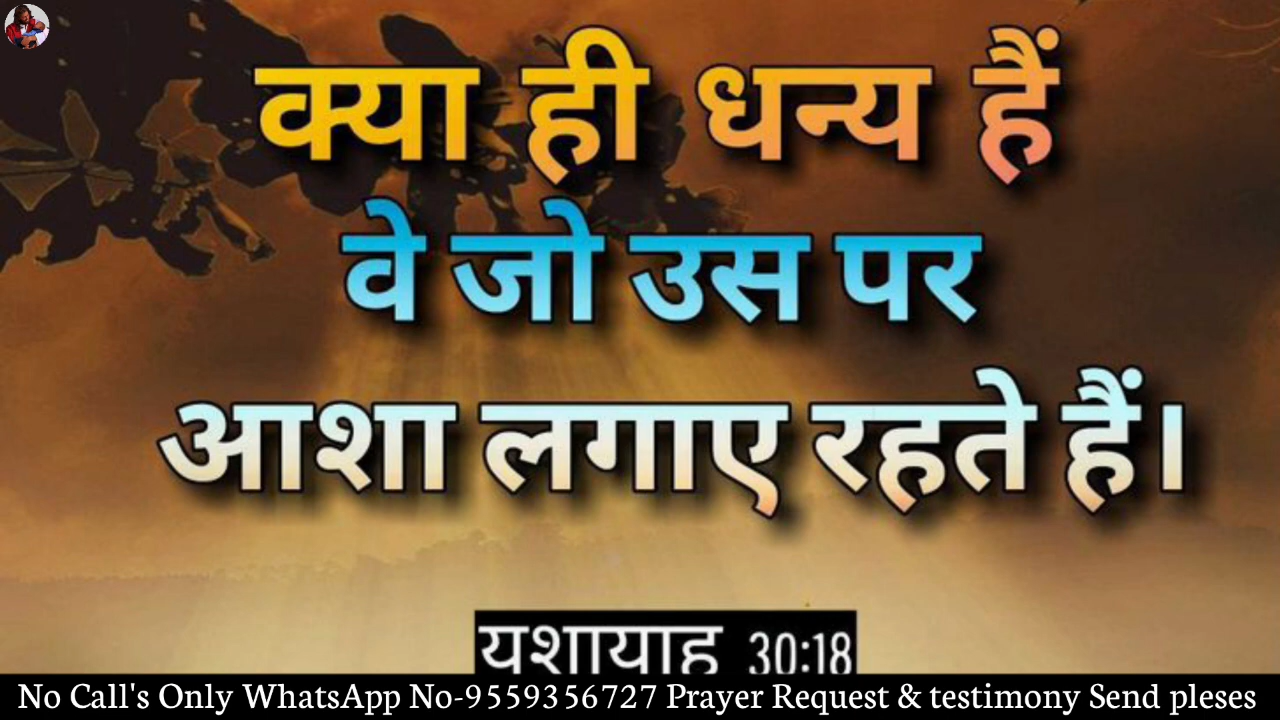 क्या ही धन्य हैं
वे जो उस पर
आशा लगाए रहते हैं।
यशायाह 30:18
No Call's Only WhatsApp No-9559356727 Prayer Request & testimony Send pleses